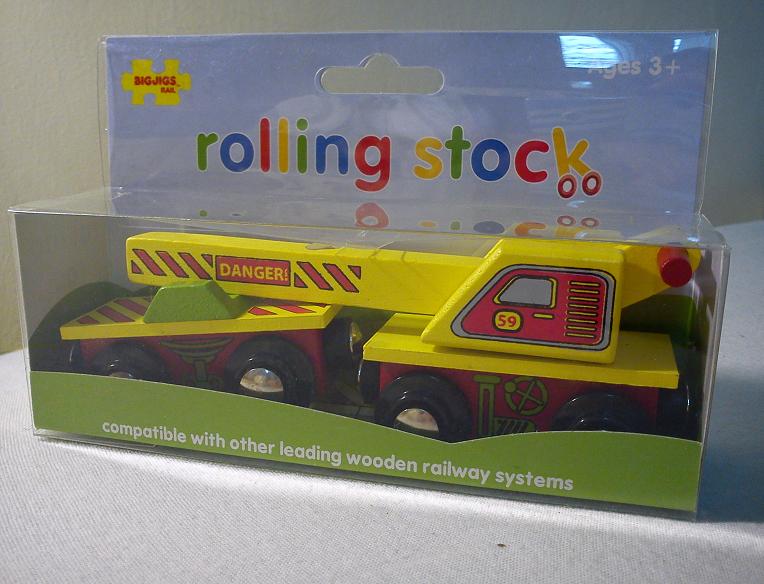 BIGJIGS
RAIL
Ages 3+
rolling stock
DANGER!
59
compatible with other leading wooden railway systems